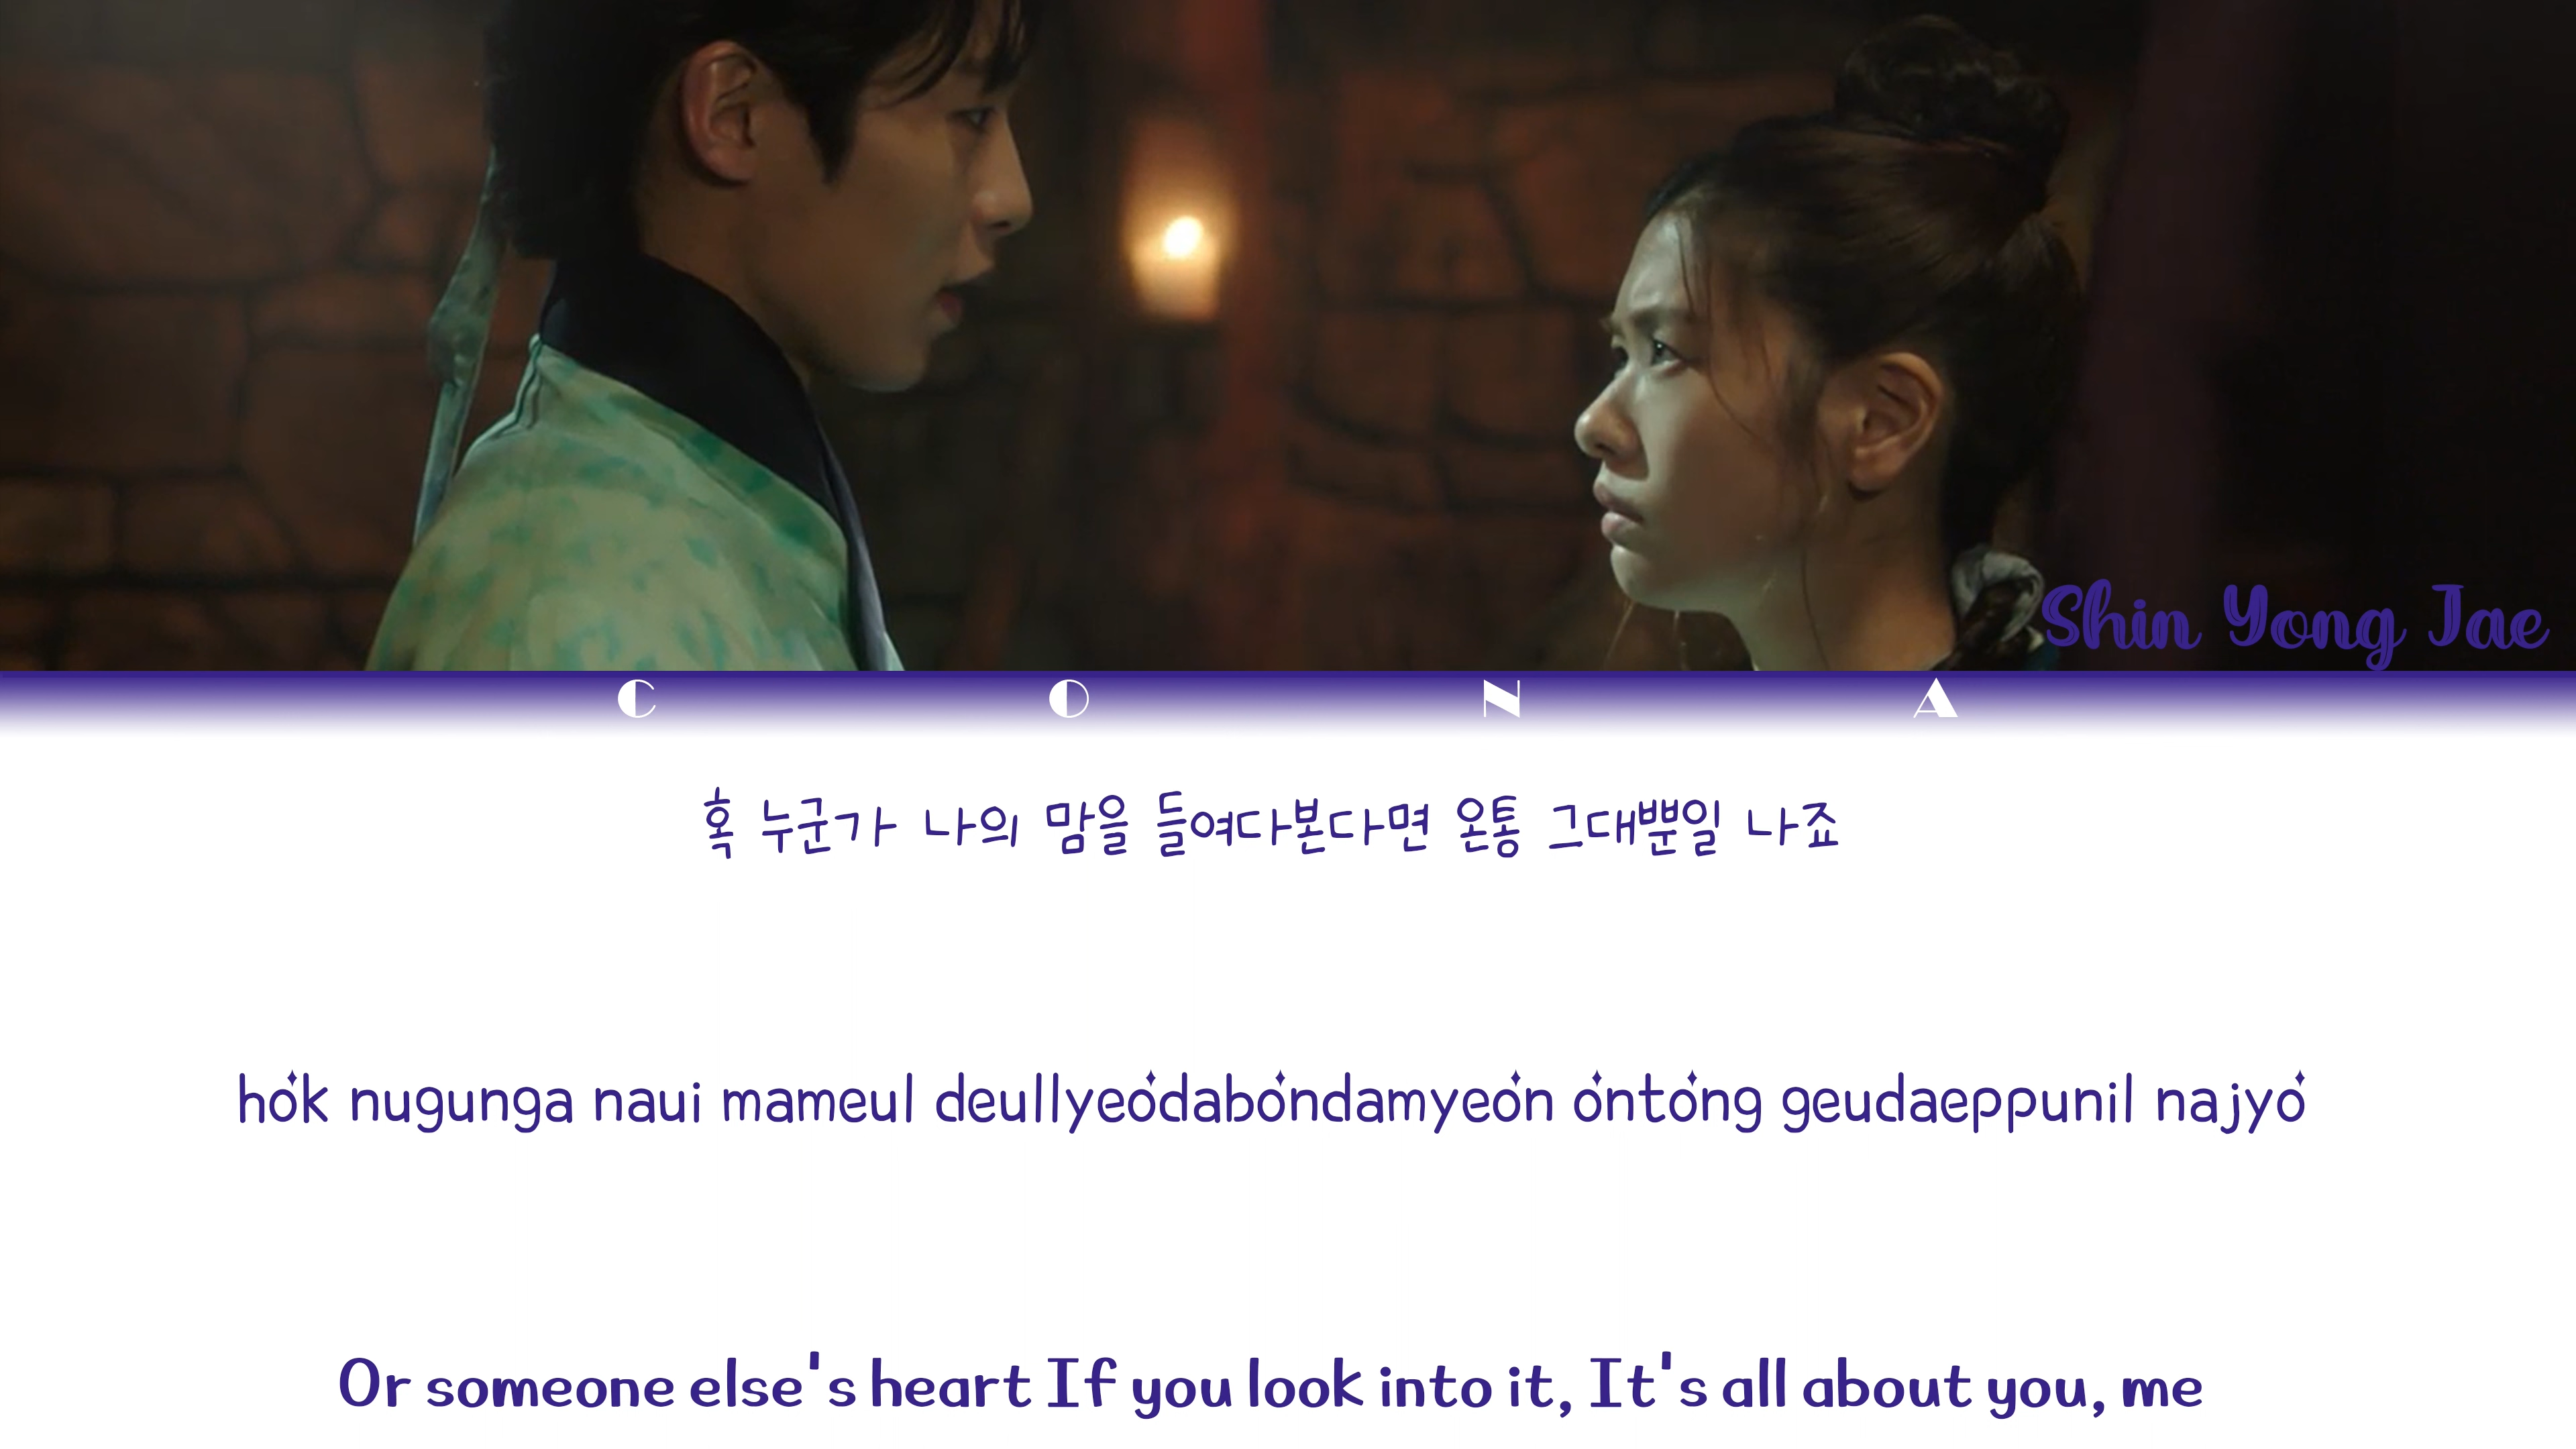 Shin Yong Jae
C O N A
혹 누군가 나의 맘을 들여다본다면 온통 그대뿐일 나죠
hok nugunga naui mameul deullyeodabondamyeon ontong geudaeppunil najyo
Or someone else's heart If you look into it, It's all about you, me